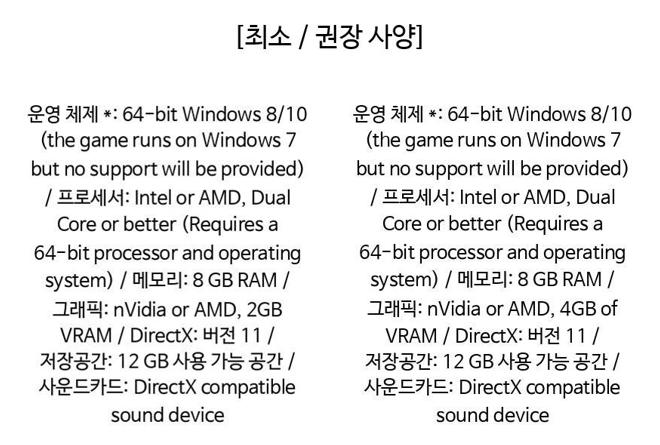 [최소 / 권장 사양]
운영 체제 *: 64-bit Windows 8/10
(the game runs on Windows 7
but no support will be provided)
/ 프로세서: Intel or AMD, Dual
Core or better (Requires a
64-bit processor and operating
system) / 메모리: 8 GB RAM /
그래픽: nVidia or AMD, 2GB
VRAM / DirectX: 버전 11 /
저장공간: 12 GB 사용 가능 공간 /
사운드카드: DirectX compatible
sound device
운영 체제 *: 64-bit Windows 8/10
(the game runs on Windows 7
but no support will be provided)
/ 프로세서: Intel or AMD, Dual
Core or better (Requires a
64-bit processor and operating
system) / 메모리: 8 GB RAM /
그래픽: nVidia or AMD, 4GB of
VRAM / DirectX: 버전 11 /
저장공간: 12 GB 사용 가능 공간 /
사운드카드: DirectX compatible
sound device